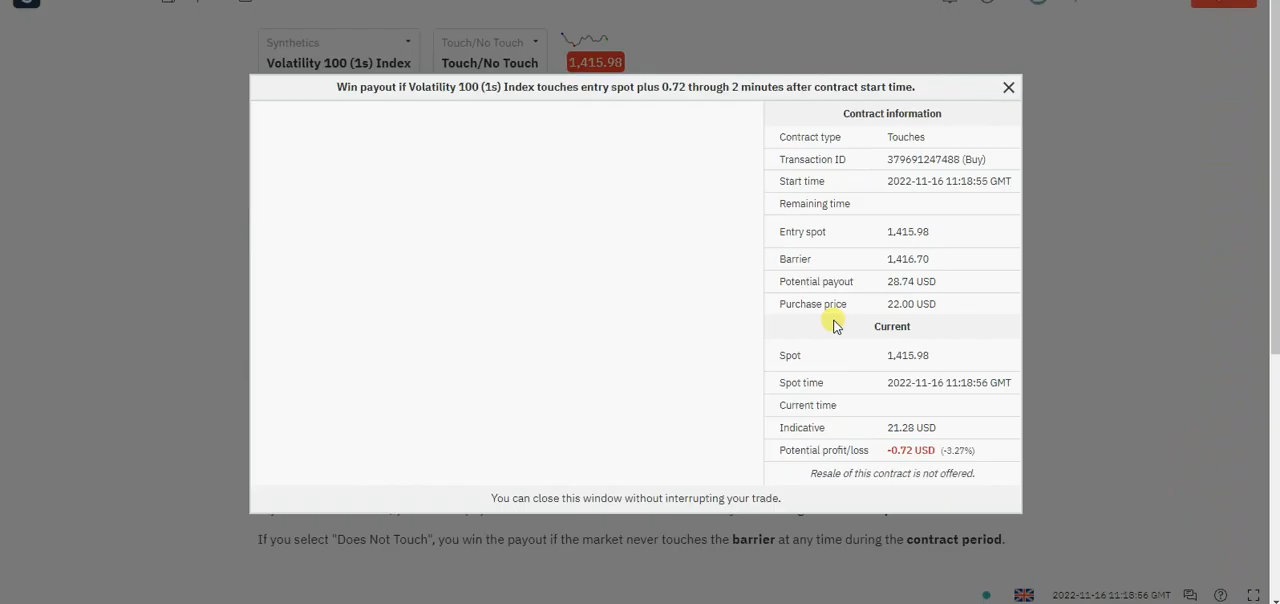 Synthetics
Volatility 100 (1s) Index
Touch/No Touch
Touch/No Touch
1,415.98
Win payout if Volatility 100 (1s) Index touches entry spot plus 0.72 through 2 minutes after contract start time.
Contract information
Contract type Touches
Transaction ID 379691247488 (Buy)
Start time 2022-11-16 11:18:55 GMT
Remaining time
Entry spot 1,415.98
Barrier 1,416.70
Potential payout 28.74 USD
Purchase price 22.00 USD
Current
Spot 1,415.98
Spot time 2022-11-16 11:18:56 GMT
Current time
Indicative 21.28 USD
Potential profit/loss -0.72 USD (-3.27%)
Resale of this contract is not offered.
You can close this window without interrupting your trade.
If you select "Does Not Touch", you win the payout if the market never touches the barrier at any time during the contract period.
2022-11-16 11:18:56 GMT